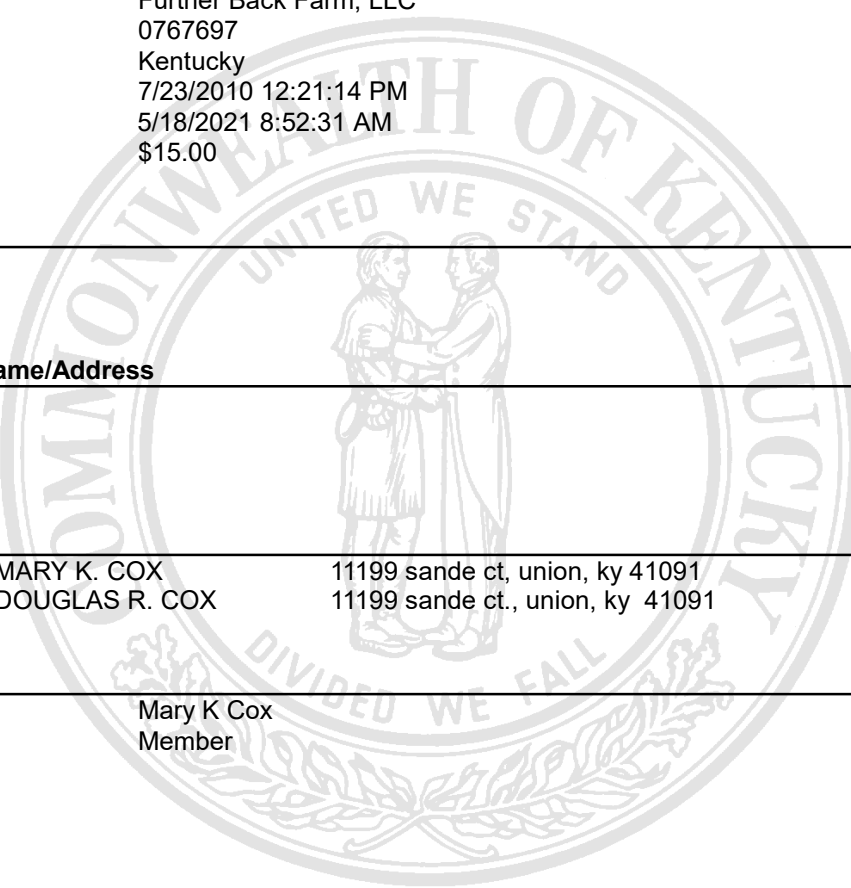 Further Back Farm, LLC
0767697
Kentucky
7/23/2010 12:21:14 PM
5/18/2021 8:52:31 AM
$15.00
COMMONWEALTH OF KENTUCKY
UNITED WE STAND
ame/Address
MARY K. COX 11199 sande ct, union, ky 41091
DOUGLAS R. COX 11199 sande ct., union, ky 41091
DIVIDED WE FALL
Mary K Cox
Member